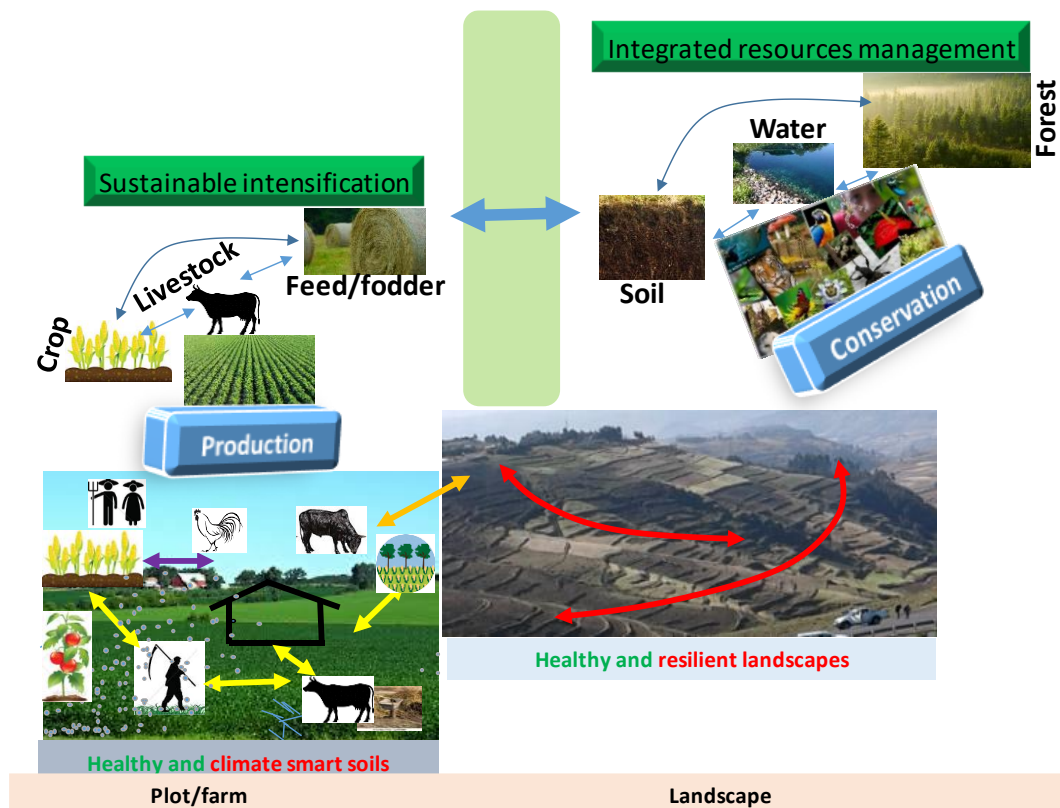 Integrated resources management
Forest
Water
Sustainable intensification
Livestock
Feed/fodder
Crop
Soil
Conservation
Production
Healthy and resilient landscapes
Healthy and climate smart soils
Plot/farm
Landscape